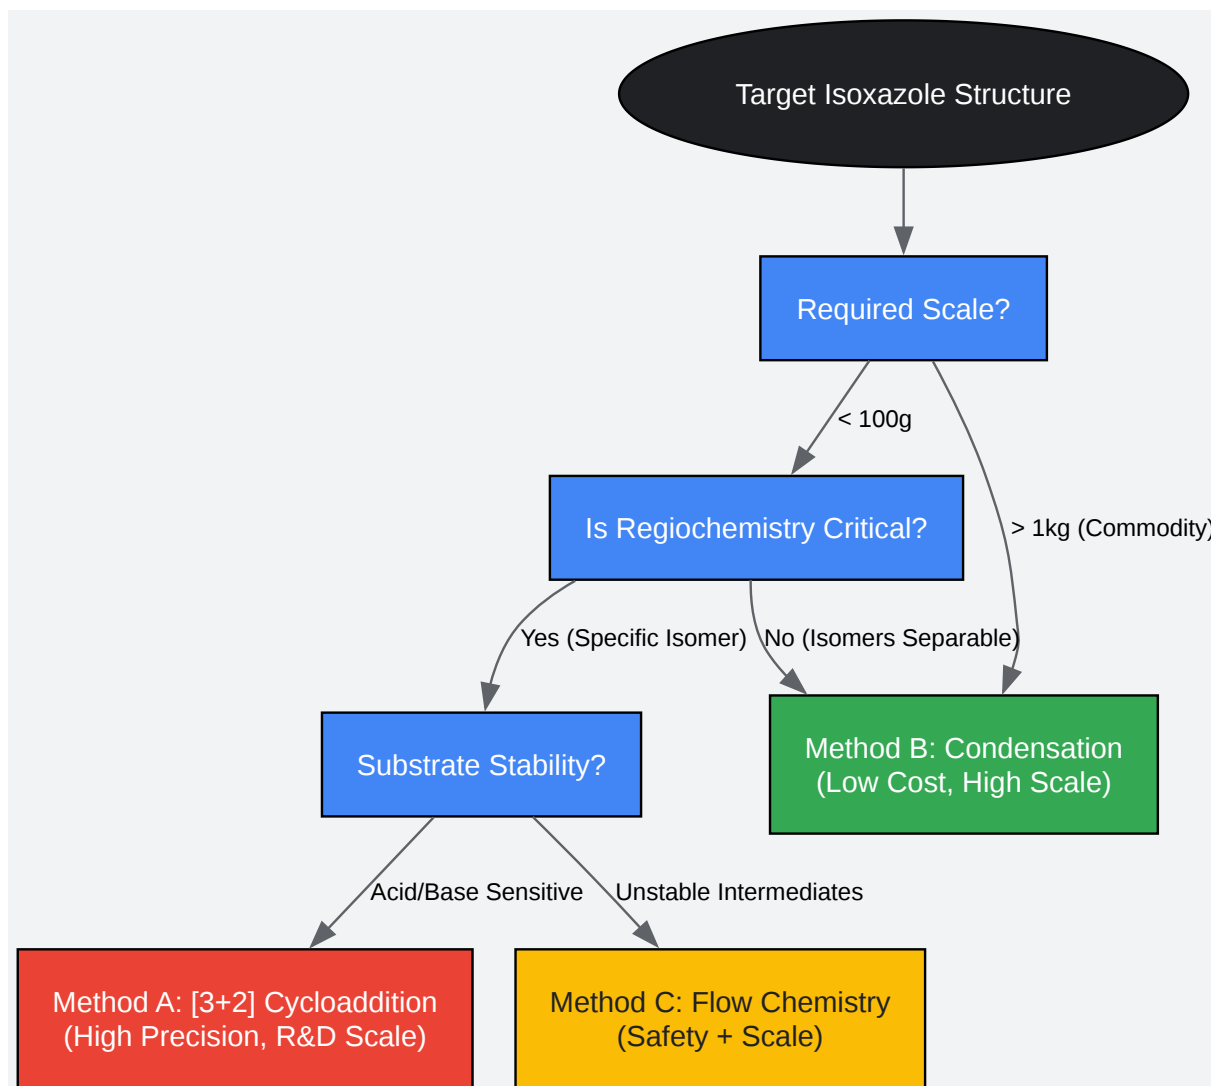 Target Isoxazole Structure
Required Scale?
< 100g
Is Regiochemistry Critical?
> 1kg (Commodity)
Yes (Specific Isomer)
No (Isomers Separable)
Substrate Stability?
Method B: Condensation
(Low Cost, High Scale)
Acid/Base Sensitive
Unstable Intermediates
Method A: [3+2] Cycloaddition
(High Precision, R&D Scale)
Method C: Flow Chemistry
(Safety + Scale)